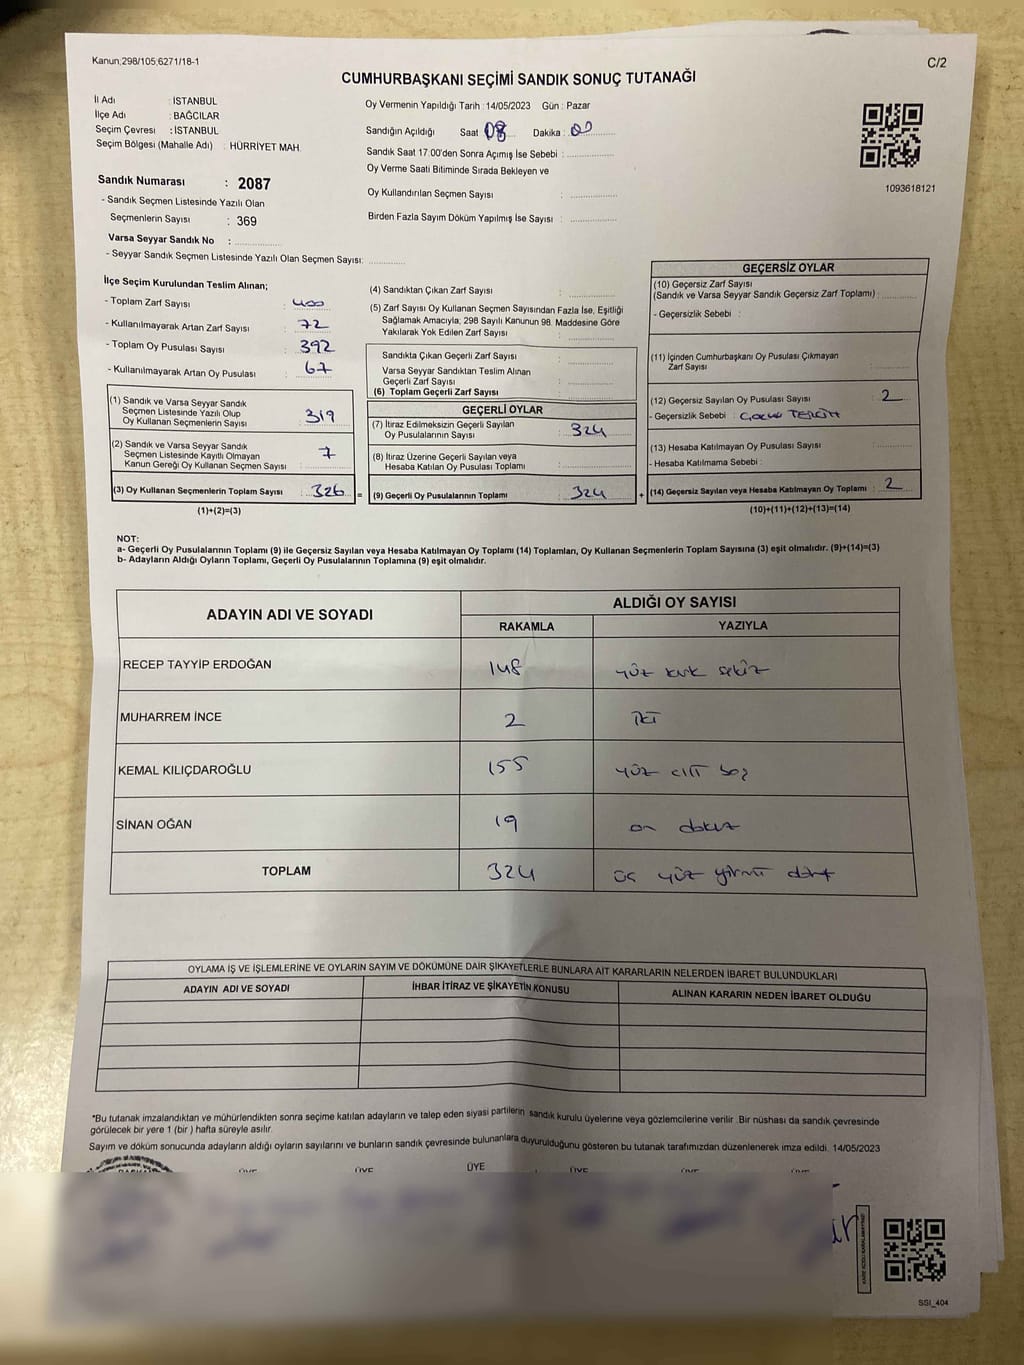 Kanun;298/105;6271/18-1
C/2
CUMHURBAŞKANI SEÇİMİ SANDIK SONUÇ TUTANAĞI
İl Adı : İSTANBUL
İlçe Adı : BAĞCILAR
Seçim Çevresi : İSTANBUL
Seçim Bölgesi (Mahalle Adı) : HÜRRİYET MAH.
Sandık Numarası : 2087
- Sandık Seçmen Listesinde Yazılı Olan
Seçmenlerin Sayısı : 369
Varsa Seyyar Sandık No :
- Seyyar Sandık Seçmen Listesinde Yazılı Olan Seçmen Sayısı:
Oy Vermenin Yapıldığı Tarih : 14/05/2023 Gün : Pazar
Sandığın Açıldığı Saat 08 Dakika : 00
Sandık Saat 17:00'den Sonra Açımış İse Sebebi :
Oy Verme Saati Bitiminde Sırada Bekleyen ve
Oy Kullandırılan Seçmen Sayısı :
Birden Fazla Sayım Döküm Yapılmış İse Sayısı :
1093618121
İlçe Seçim Kurulundan Teslim Alınan;
- Toplam Zarf Sayısı : 400
- Kullanılmayarak Artan Zarf Sayısı : 72
- Toplam Oy Pusulası Sayısı : 392
- Kullanılmayarak Artan Oy Pusulası : 67
(1) Sandık ve Varsa Seyyar Sandık
Seçmen Listesinde Yazılı Olup
Oy Kullanan Seçmenlerin Sayısı : 319
(2) Sandık ve Varsa Seyyar Sandık
Seçmen Listesinde Kayıtlı Olmayan
Kanun Gereği Oy Kullanan Seçmen Sayısı : 7
(3) Oy Kullanan Seçmenlerin Toplam Sayısı : 326
(1)+(2)=(3)
(4) Sandıktan Çıkan Zarf Sayısı :
(5) Zarf Sayısı Oy Kullanan Seçmen Sayısından Fazla İse, Eşitliği
Sağlamak Amacıyla; 298 Sayılı Kanunun 98. Maddesine Göre
Yakılarak Yok Edilen Zarf Sayısı :
Sandıkta Çıkan Geçerli Zarf Sayısı :
Varsa Seyyar Sandıktan Teslim Alınan
Geçerli Zarf Sayısı :
(6) Toplam Geçerli Zarf Sayısı :
GEÇERLİ OYLAR
(7) İtiraz Edilmeksizin Geçerli Sayılan
Oy Pusulalarının Sayısı : 324
(8) İtiraz Üzerine Geçerli Sayılan veya
Hesaba Katılan Oy Pusulası Toplamı :
= (9) Geçerli Oy Pusulalarının Toplamı : 324 +
GEÇERSİZ OYLAR
(10) Geçersiz Zarf Sayısı
(Sandık ve Varsa Seyyar Sandık Geçersiz Zarf Toplamı) :
- Geçersizlik Sebebi :
(11) İçinden Cumhurbaşkanı Oy Pusulası Çıkmayan
Zarf Sayısı :
(12) Geçersiz Sayılan Oy Pusulası Sayısı : 2
- Geçersizlik Sebebi :
(13) Hesaba Katılmayan Oy Pusulası Sayısı :
- Hesaba Katılmama Sebebi :
(14) Geçersiz Sayılan veya Hesaba Katılmayan Oy Toplamı : 2
(10)+(11)+(12)+(13)=(14)
NOT:
a- Geçerli Oy Pusulalarının Toplamı (9) ile Geçersiz Sayılan veya Hesaba Katılmayan Oy Toplamı (14) Toplamları, Oy Kullanan Seçmenlerin Toplam Sayısına (3) eşit olmalıdır. (9)+(14)=(3)
b- Adayların Aldığı Oyların Toplamı, Geçerli Oy Pusulalarının Toplamına (9) eşit olmalıdır.
ADAYIN ADI VE SOYADI ALDIĞI OY SAYISI
RAKAMLA YAZIYLA
RECEP TAYYİP ERDOĞAN 148 yüz kırk sekiz
MUHARREM İNCE 2 İki
KEMAL KILIÇDAROĞLU 155 yüz elli beş
SİNAN OĞAN 19 on dokuz
TOPLAM 324 üç yüz yirmi dört
OYLAMA İŞ VE İŞLEMLERİNE VE OYLARIN SAYIM VE DÖKÜMÜNE DAİR ŞİKAYETLERLE BUNLARA AİT KARARLARIN NELERDEN İBARET BULUNDUKLARI
ADAYIN ADI VE SOYADI İHBAR İTİRAZ VE ŞİKAYETİN KONUSU ALINAN KARARIN NEDEN İBARET OLDUĞU
*Bu tutanak imzalandıktan ve mühürlendikten sonra seçime katılan adayların ve talep eden siyasi partilerin sandık kurulu üyelerine veya gözlemcilerine verilir. Bir nüshası da sandık çevresinde
görülecek bir yere 1 (bir ) hafta süreyle asılır.
Sayım ve döküm sonucunda adayların aldığı oyların sayılarını ve bunların sandık çevresinde bulunanlara duyurulduğunu gösteren bu tutanak tarafımızdan düzenlenerek imza edildi. 14/05/2023
ÜYE ÜYE ÜYE ÜYE ÜYE ÜYE
SSI_404